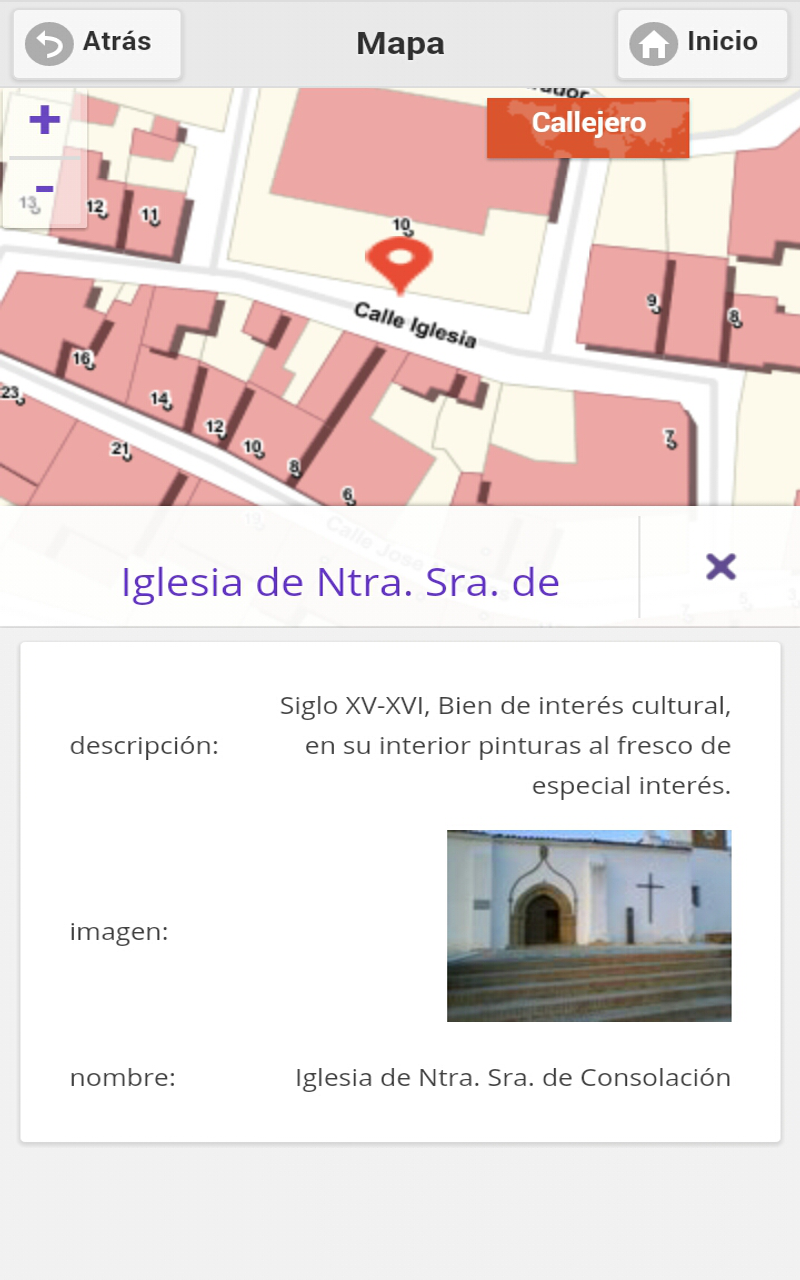 Atrás
Mapa
Inicio
+
-
Callejero
13
12
11
10
Calle Iglesia
9
8
16
14
12
10
8
6
7
23
21
19
Iglesia de Ntra. Sra. de
descripción:
Siglo XV-XVI, Bien de interés cultural,
en su interior pinturas al fresco de
especial interés.
imagen:
nombre:
Iglesia de Ntra. Sra. de Consolación